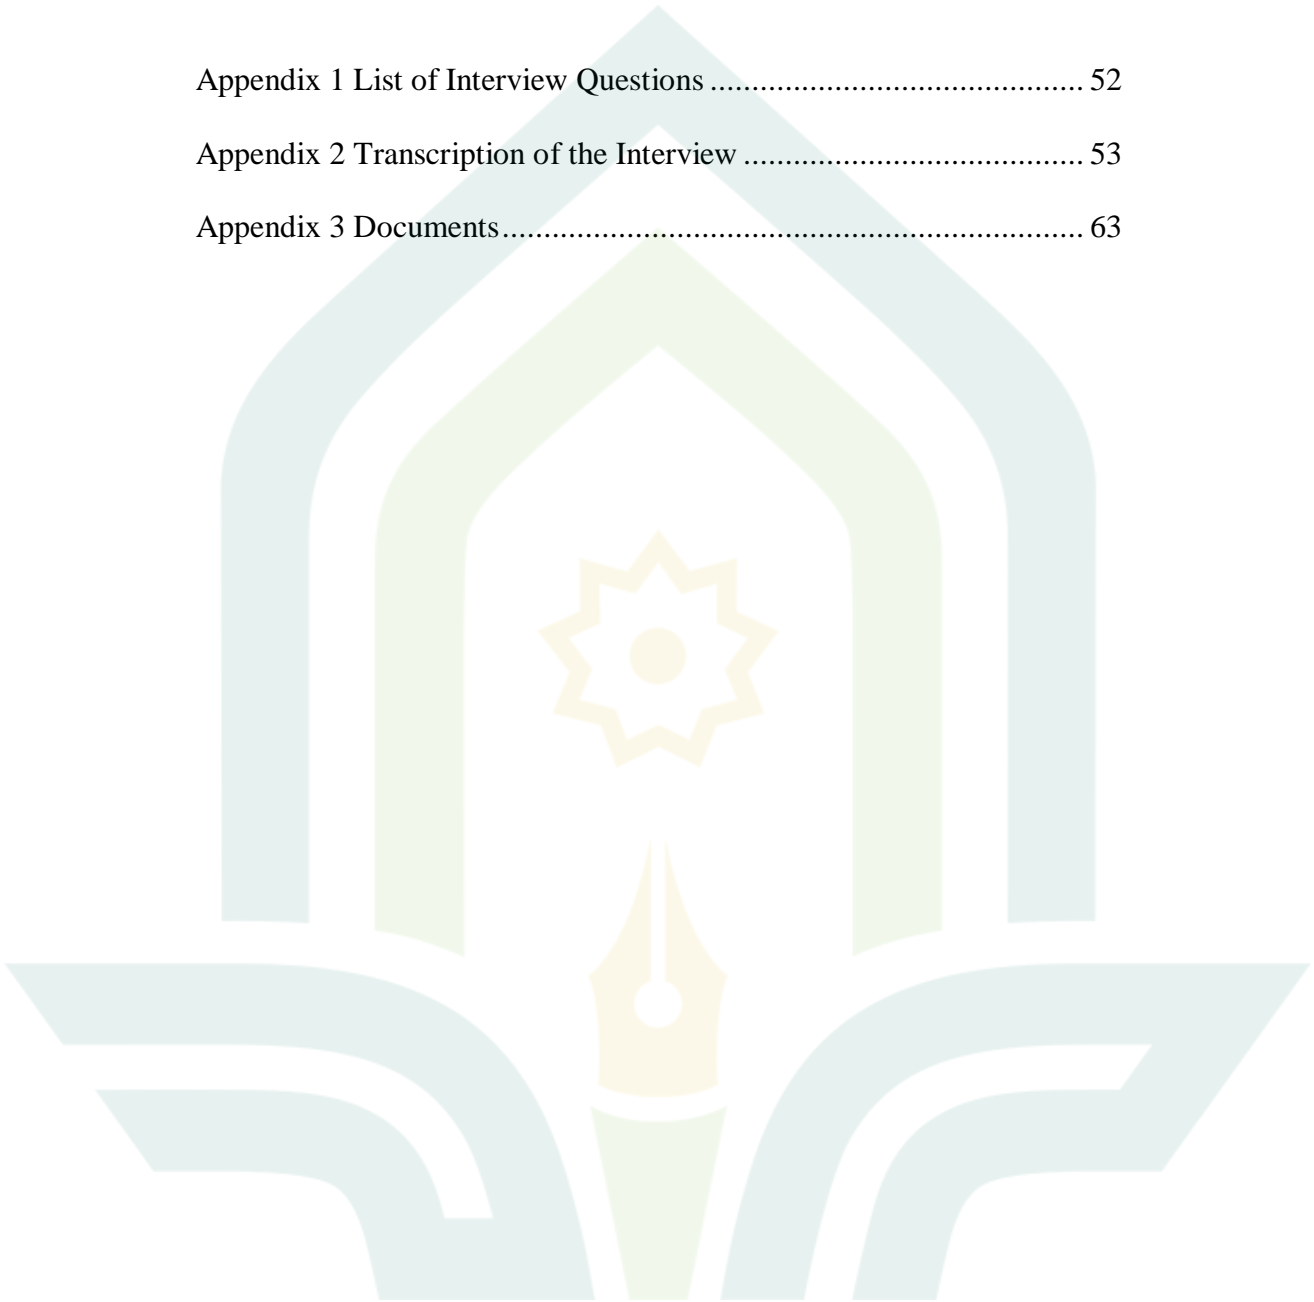 Appendix 1 List of Interview Questions ............................................. 52
Appendix 2 Transcription of the Interview ......................................... 53
Appendix 3 Documents...................................................................... 63